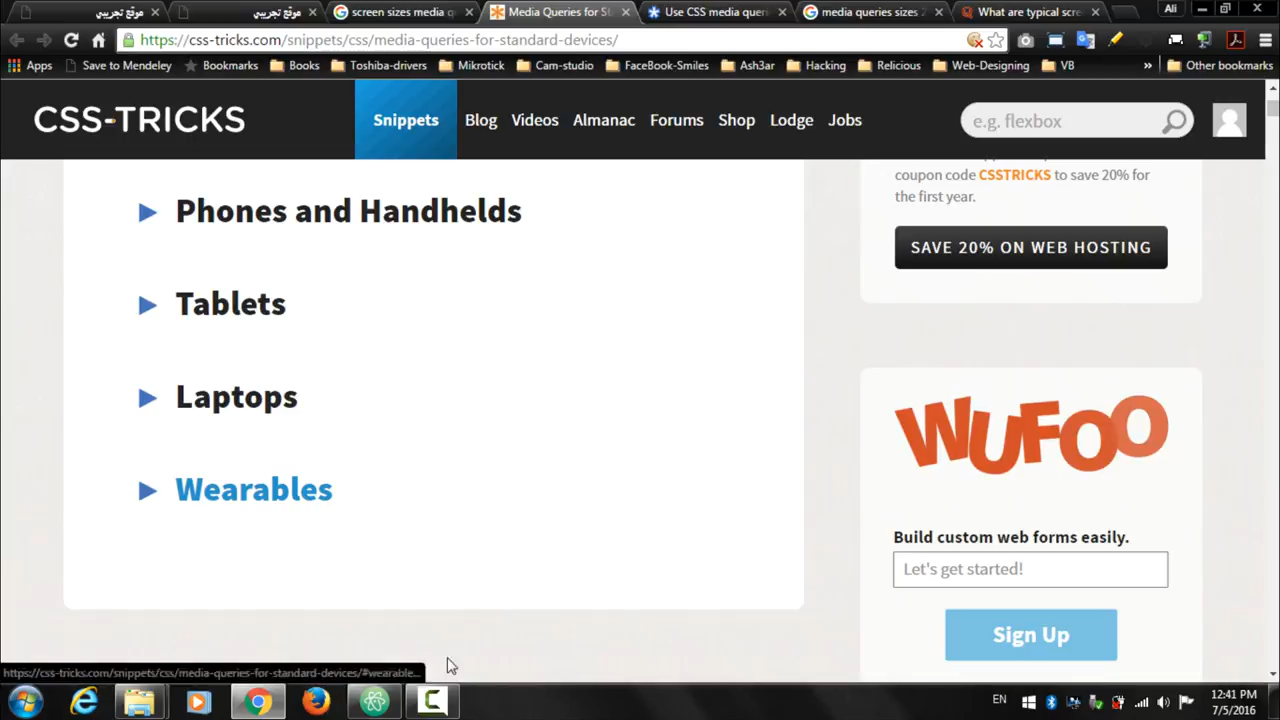 موقع تجريبي
موقع تجريبي
screen sizes media q
Media Queries for St
Use CSS media quer
media queries sizes
What are typical scre
Ali
https://css-tricks.com/snippets/css/media-queries-for-standard-devices/
Apps
Save to Mendeley
Bookmarks
Books
Toshiba-drivers
Mikrotick
Cam-studio
FaceBook-Smiles
Ash3ar
Hacking
Relicious
Web-Designing
VB
»
Other bookmarks
CSS-TRICKS
Snippets
Blog
Videos
Almanac
Forums
Shop
Lodge
Jobs
e.g. flexbox
coupon code CSSTRICKS to save 20% for
the first year.
SAVE 20% ON WEB HOSTING
Phones and Handhelds
Tablets
Laptops
Wearables
WUFOO
Build custom web forms easily.
Let's get started!
Sign Up
https://css-tricks.com/snippets/css/media-queries-for-standard-devices/#wearable...
EN
12:41 PM
7/5/2016